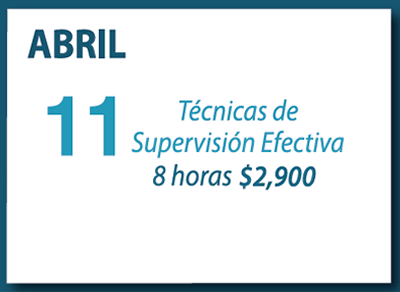 ABRIL
11
Técnicas de
Supervisión Efectiva
8 horas $2,900